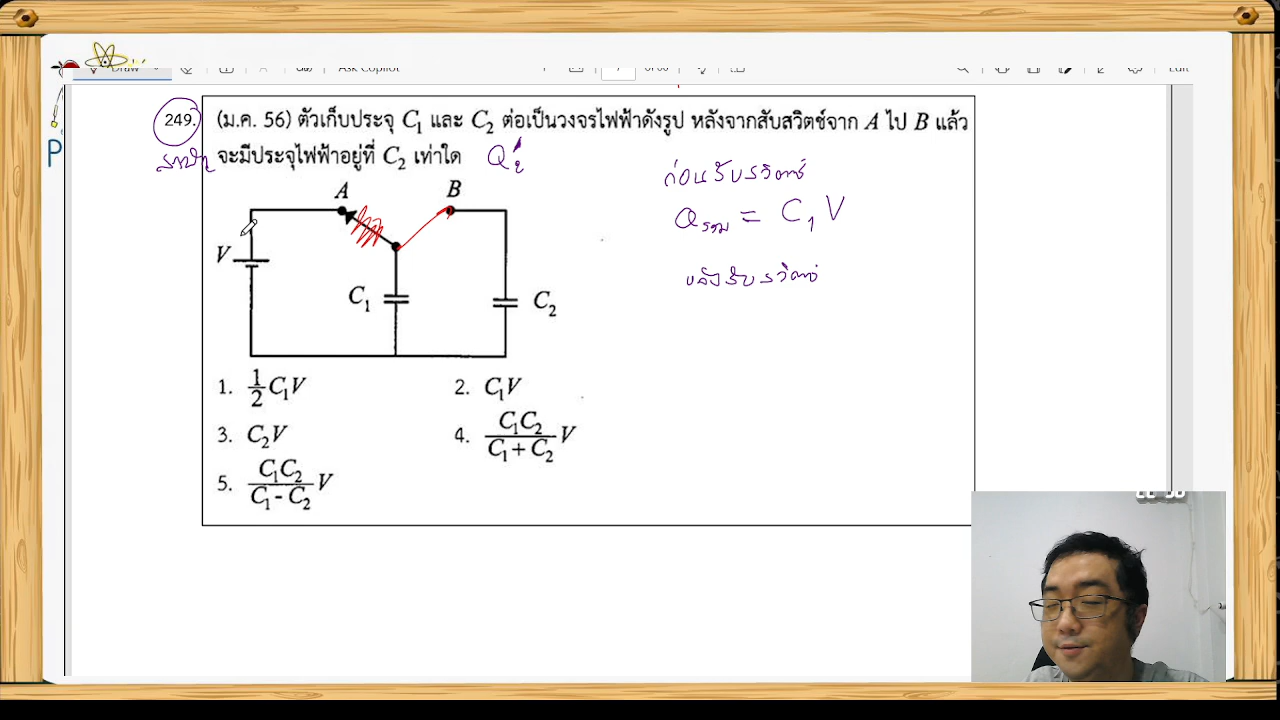 Draw
Ask Copilot
Edit
P
249. (ม.ค. 56) ตัวเก็บประจุ C₁ และ C₂ ต่อเป็นวงจรไฟฟ้าดังรูป หลังจากสับสวิตช์จาก A ไป B แล้ว
จะมีประจุไฟฟ้าอยู่ที่ C₂ เท่าใด Q₂'
ก่อนสับสวิตซ์
Qรวม = C₁V
หลังสับสวิตซ์
A
B
V
C₁
C₂
1. ½C₁V
2. C₁V
3. C₂V
4. C₁C₂/(C₁ + C₂) V
5. C₁C₂/(C₁ - C₂) V